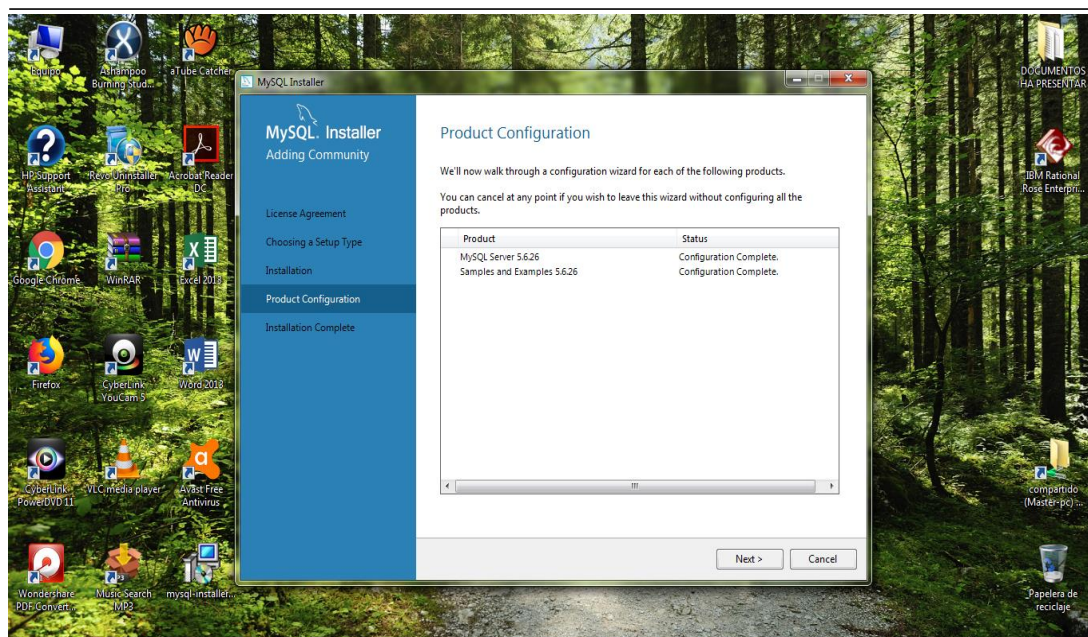 Equipo
Ashampoo
Burning Stud...
aTube Catcher
DOCUMENTOS
HA PRESENTAR
HP Support
Assistant
Revo Uninstaller
Pro
Acrobat Reader
DC
IBM Rational
Rose Enterpri...
Google Chrome
WinRAR
Excel 2013
Firefox
CyberLink
YouCam 5
Word 2013
CyberLink
PowerDVD 11
VLC media player
Avast Free
Antivirus
compartido
(Master-pc) ...
Wondershare
PDF Convert...
Music Search
MP3
mysql-installer...
Papelera de
reciclaje
MySQL Installer
MySQL. Installer
Adding Community
License Agreement
Choosing a Setup Type
Installation
Product Configuration
Installation Complete
Product Configuration
We'll now walk through a configuration wizard for each of the following products.
You can cancel at any point if you wish to leave this wizard without configuring all the
products.
Product Status
MySQL Server 5.6.26 Configuration Complete.
Samples and Examples 5.6.26 Configuration Complete.
Next > Cancel